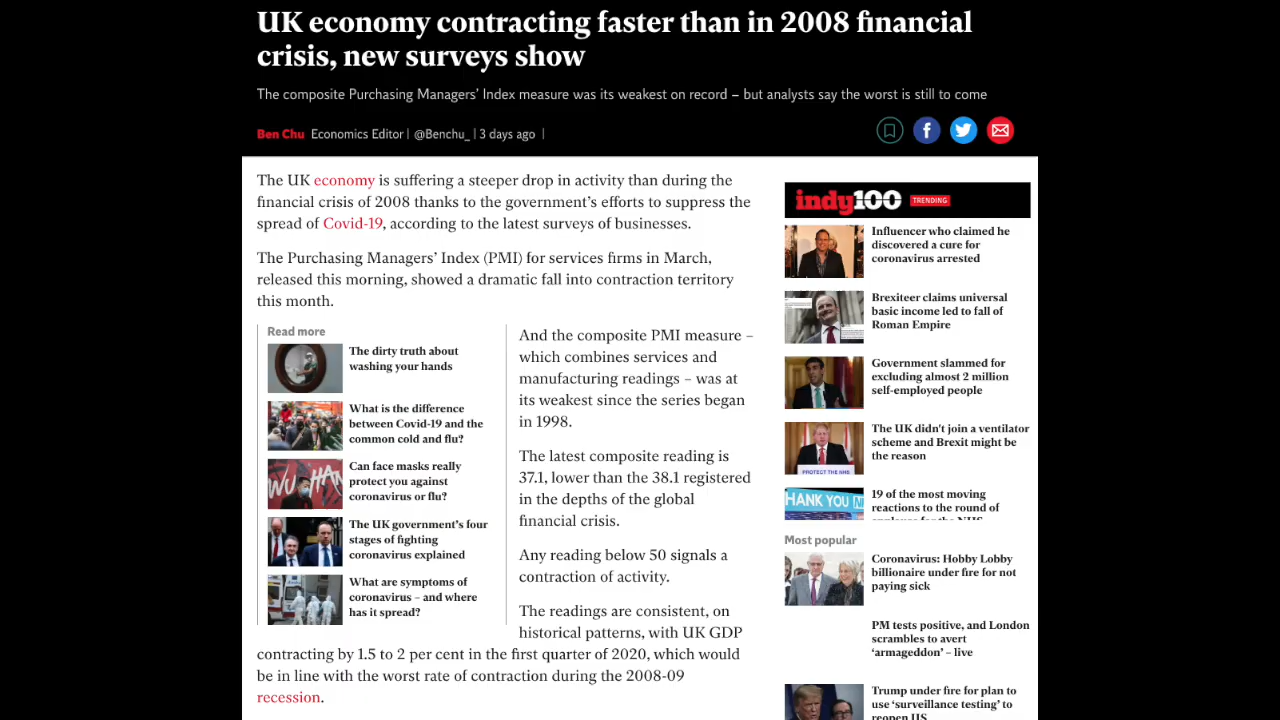 UK economy contracting faster than in 2008 financial
crisis, new surveys show
The composite Purchasing Managers' Index measure was its weakest on record – but analysts say the worst is still to come
Ben Chu Economics Editor | @Benchu_ | 3 days ago |
The UK economy is suffering a steeper drop in activity than during the
financial crisis of 2008 thanks to the government's efforts to suppress the
spread of Covid-19, according to the latest surveys of businesses.
The Purchasing Managers' Index (PMI) for services firms in March,
released this morning, showed a dramatic fall into contraction territory
this month.
Read more
The dirty truth about
washing your hands
What is the difference
between Covid-19 and the
common cold and flu?
WUHAN
Can face masks really
protect you against
coronavirus or flu?
The UK government's four
stages of fighting
coronavirus explained
What are symptoms of
coronavirus – and where
has it spread?
And the composite PMI measure –
which combines services and
manufacturing readings – was at
its weakest since the series began
in 1998.
The latest composite reading is
37.1, lower than the 38.1 registered
in the depths of the global
financial crisis.
Any reading below 50 signals a
contraction of activity.
The readings are consistent, on
historical patterns, with UK GDP
contracting by 1.5 to 2 per cent in the first quarter of 2020, which would
be in line with the worst rate of contraction during the 2008-09
recession.
indy100 TRENDING
Influencer who claimed he
discovered a cure for
coronavirus arrested
Brexiteer claims universal
basic income led to fall of
Roman Empire
Government slammed for
excluding almost 2 million
self-employed people
PROTECT THE NHS
The UK didn't join a ventilator
scheme and Brexit might be
the reason
THANK YOU
19 of the most moving
reactions to the round of
applause for the NHS
Most popular
Coronavirus: Hobby Lobby
billionaire under fire for not
paying sick
PM tests positive, and London
scrambles to avert
'armageddon' – live
Trump under fire for plan to
use 'surveillance testing' to
reopen US